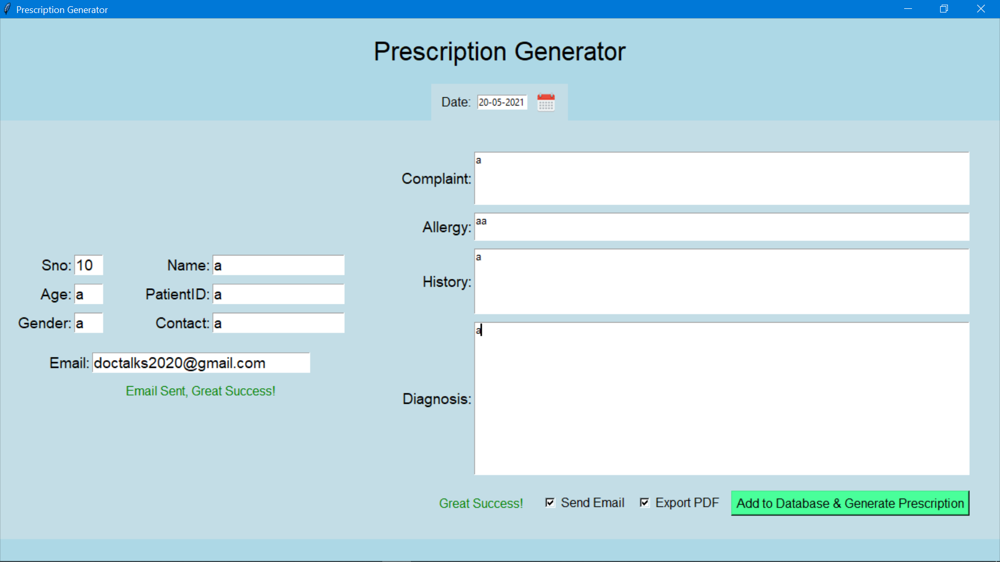 Prescription Generator
Prescription Generator
Date: 20-05-2021
Sno: 10
Name: a
Age: a
PatientID: a
Gender: a
Contact: a
Email: doctalks2020@gmail.com
Email Sent, Great Success!
Complaint: a
Allergy: aa
History: a
Diagnosis: a
Great Success! Send Email Export PDF Add to Database & Generate Prescription